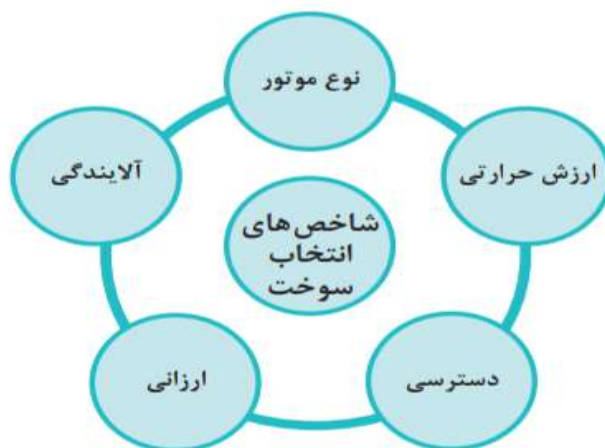 نوع موتور
ارزش حرارتی
آلایندگی
شاخص‌های
انتخاب
سوخت
دسترسی
ارزانی